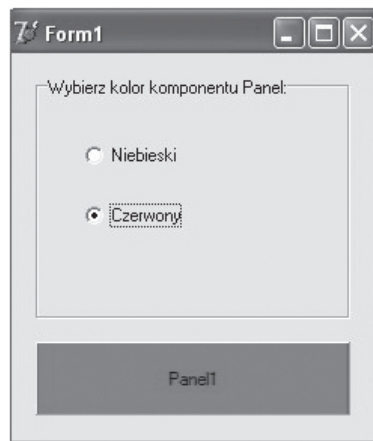 Form1
Wybierz kolor komponentu Panel:
Niebieski
Czerwony
Panel1